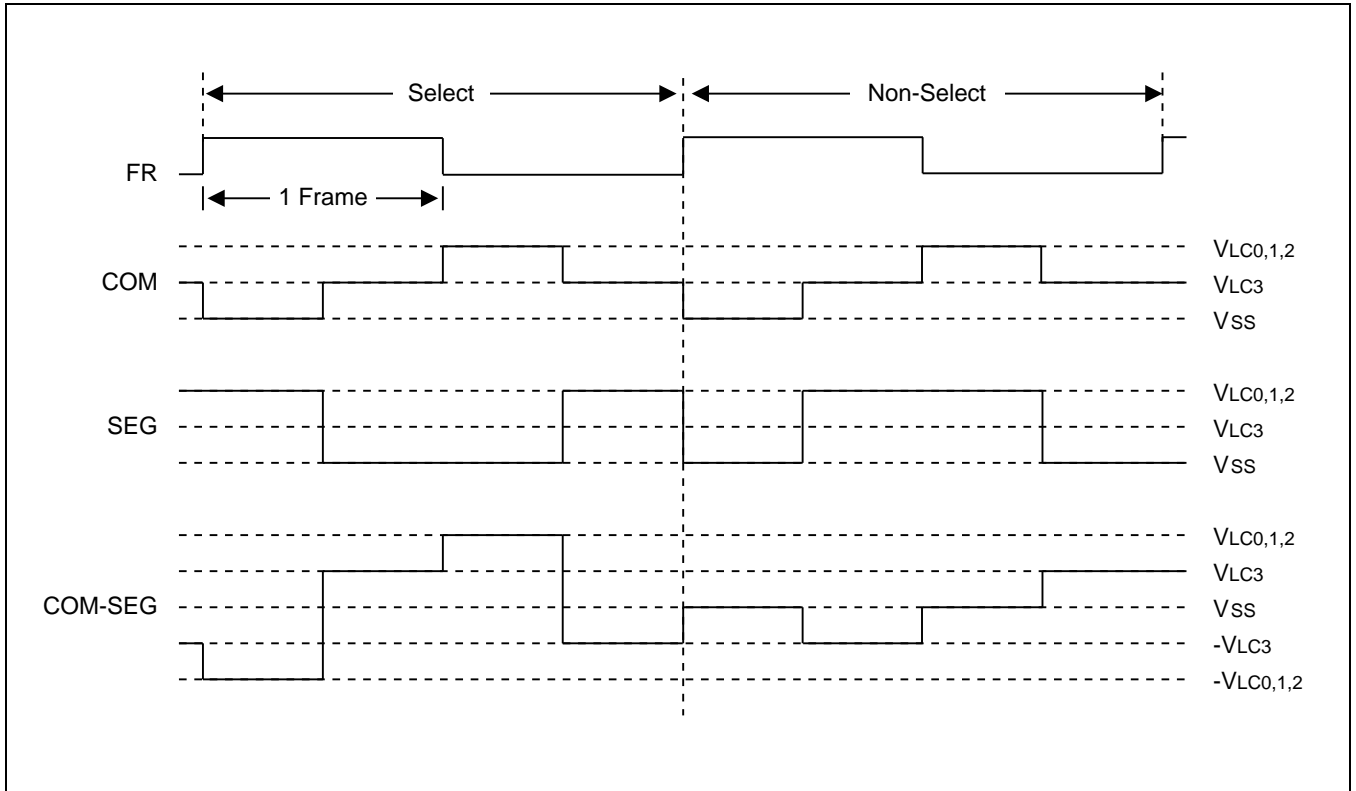 Select
Non-Select
FR
1 Frame
COM
VLC0,1,2
VLC3
VSS
SEG
VLC0,1,2
VLC3
VSS
COM-SEG
VLC0,1,2
VLC3
VSS
-VLC3
-VLC0,1,2